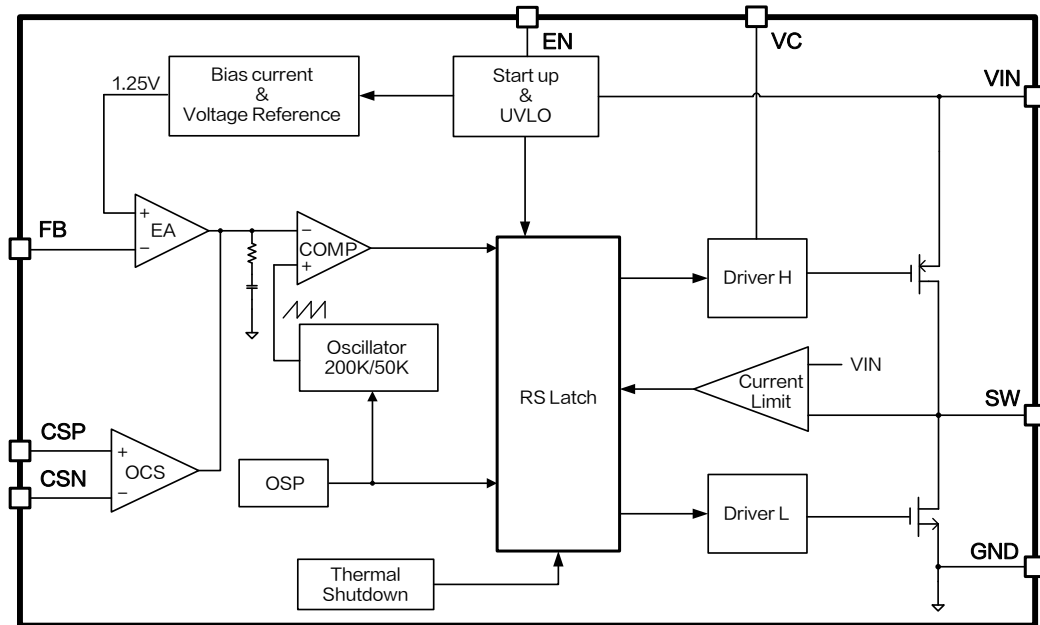 EN
VC
1.25V
Bias current
&
Voltage Reference
Start up
&
UVLO
VIN
FB
+
EA
−
−
COMP
+
Driver H
Oscillator
200K/50K
RS Latch
VIN
Current
Limit
SW
CSP
+
OCS
CSN
−
OSP
Driver L
GND
Thermal
Shutdown